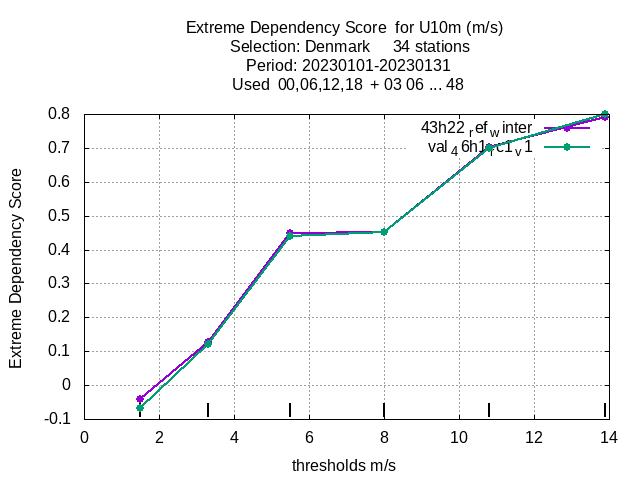 Extreme Dependency Score for U10m (m/s)
Selection: Denmark 34 stations
Period: 20230101-20230131
Used 00,06,12,18 + 03 06 ... 48
43h22_ref_winter
val_46h1_rc1_v1
Extreme Dependency Score
0.8
0.7
0.6
0.5
0.4
0.3
0.2
0.1
0
-0.1
0 2 4 6 8 10 12 14
thresholds m/s